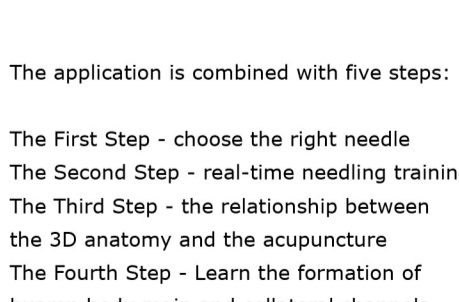 The application is combined with five steps:
The First Step - choose the right needle
The Second Step - real-time needling trainin
The Third Step - the relationship between
the 3D anatomy and the acupuncture
The Fourth Step - Learn the formation of